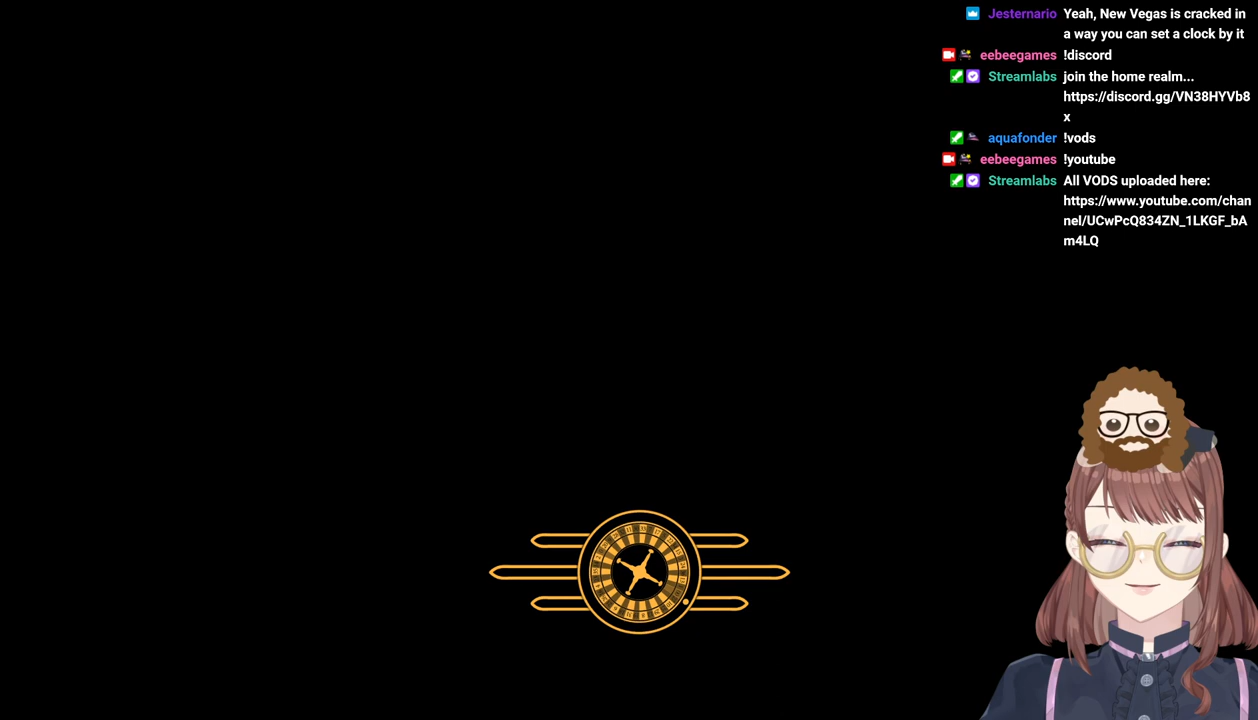 Jesternario Yeah, New Vegas is cracked in
a way you can set a clock by it
eebeegames !discord
Streamlabs join the home realm...
https://discord.gg/VN38HYVb8
x
aquafonder !vods
eebeegames !youtube
Streamlabs All VODS uploaded here:
https://www.youtube.com/chan
nel/UCwPcQ834ZN_1LKGF_bA
m4LQ